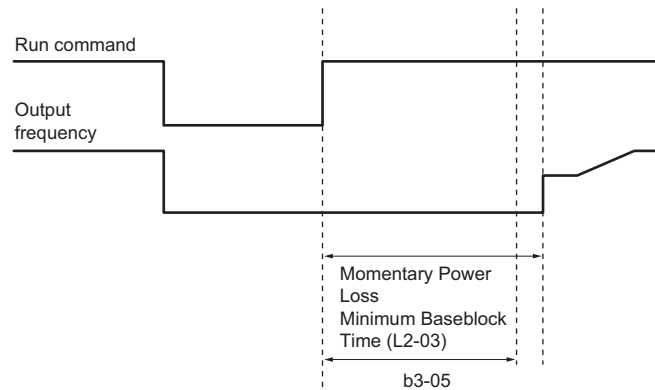 Run command
Output
frequency
Momentary Power
Loss
Minimum Baseblock
Time (L2-03)
b3-05